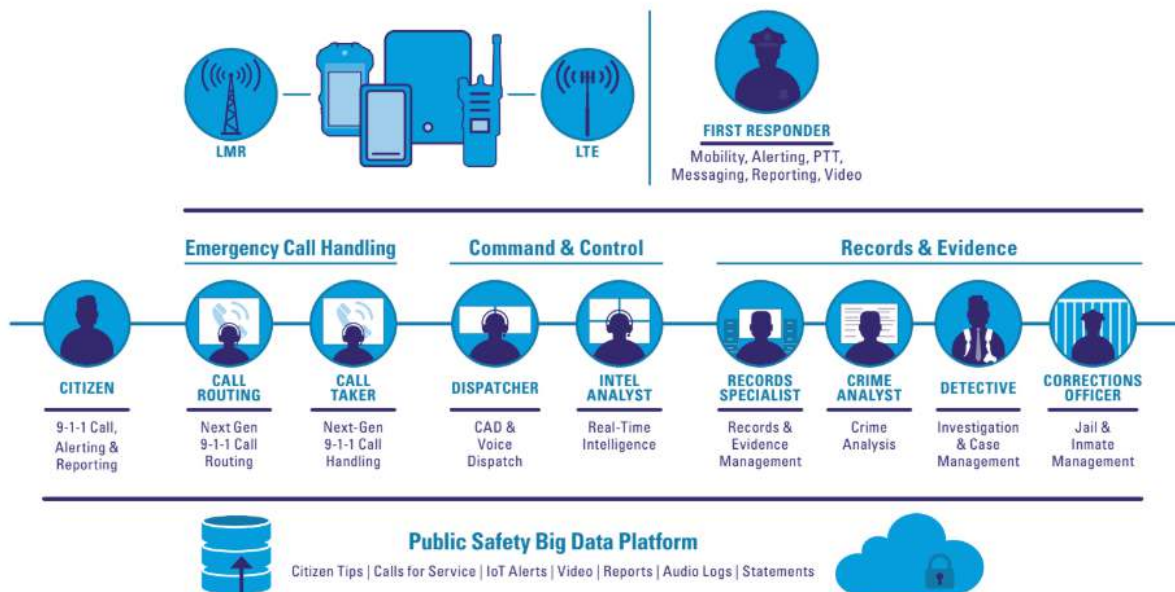 LMR
LTE
FIRST RESPONDER
Mobility, Alerting, PTT,
Messaging, Reporting, Video
Emergency Call Handling
Command & Control
Records & Evidence
CITIZEN
9-1-1 Call,
Alerting &
Reporting
CALL
ROUTING
Next Gen
9-1-1 Call
Routing
CALL
TAKER
Next-Gen
9-1-1 Call
Handling
DISPATCHER
CAD &
Voice
Dispatch
INTEL
ANALYST
Real-Time
Intelligence
RECORDS
SPECIALIST
Records &
Evidence
Management
CRIME
ANALYST
Crime
Analysis
DETECTIVE
Investigation
& Case
Management
CORRECTIONS
OFFICER
Jail &
Inmate
Management
Public Safety Big Data Platform
Citizen Tips | Calls for Service | IoT Alerts | Video | Reports | Audio Logs | Statements